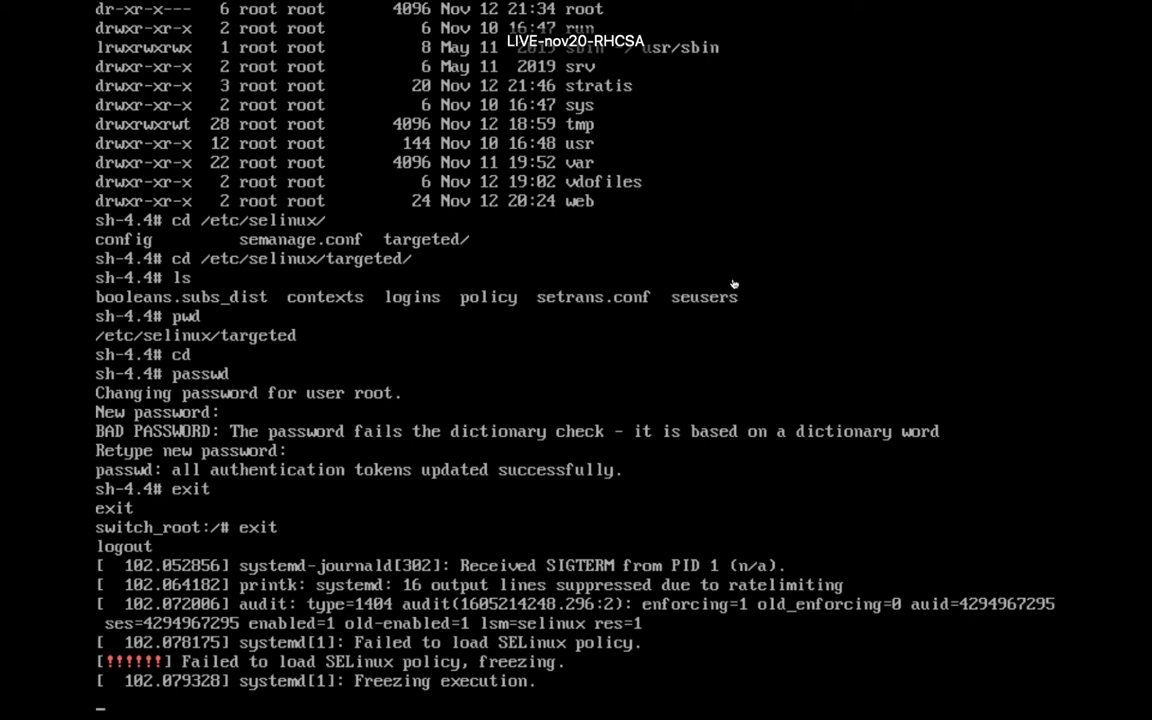 dr-xr-x---   6 root root       4096 Nov 12 21:34 root
drwxr-xr-x   2 root root          6 Nov 10 16:47 run
LIVE-nov20-RHCSA
lrwxrwxrwx   1 root root          8 May 11  2019 sbin -> usr/sbin
drwxr-xr-x   2 root root          6 May 11  2019 srv
drwxr-xr-x   3 root root         20 Nov 12 21:46 stratis
drwxr-xr-x   2 root root          6 Nov 10 16:47 sys
drwxrwxrwt  28 root root       4096 Nov 12 18:59 tmp
drwxr-xr-x  12 root root        144 Nov 10 16:48 usr
drwxr-xr-x  22 root root       4096 Nov 11 19:52 var
drwxr-xr-x   2 root root          6 Nov 12 19:02 vdofiles
drwxr-xr-x   2 root root         24 Nov 12 20:24 web
sh-4.4# cd /etc/selinux/
config         semanage.conf  targeted/
sh-4.4# cd /etc/selinux/targeted/
sh-4.4# ls
booleans.subs_dist  contexts  logins  policy  setrans.conf  seusers
sh-4.4# pwd
/etc/selinux/targeted
sh-4.4# cd
sh-4.4# passwd
Changing password for user root.
New password:
BAD PASSWORD: The password fails the dictionary check - it is based on a dictionary word
Retype new password:
passwd: all authentication tokens updated successfully.
sh-4.4# exit
exit
switch_root:/# exit
logout
[  102.052856] systemd-journald[302]: Received SIGTERM from PID 1 (n/a).
[  102.064182] printk: systemd: 16 output lines suppressed due to ratelimiting
[  102.072006] audit: type=1404 audit(1605214248.296:2): enforcing=1 old_enforcing=0 auid=4294967295
ses=4294967295 enabled=1 old-enabled=1 lsm=selinux res=1
[  102.078175] systemd[1]: Failed to load SELinux policy.
[!!!!!!] Failed to load SELinux policy, freezing.
[  102.079328] systemd[1]: Freezing execution.
_